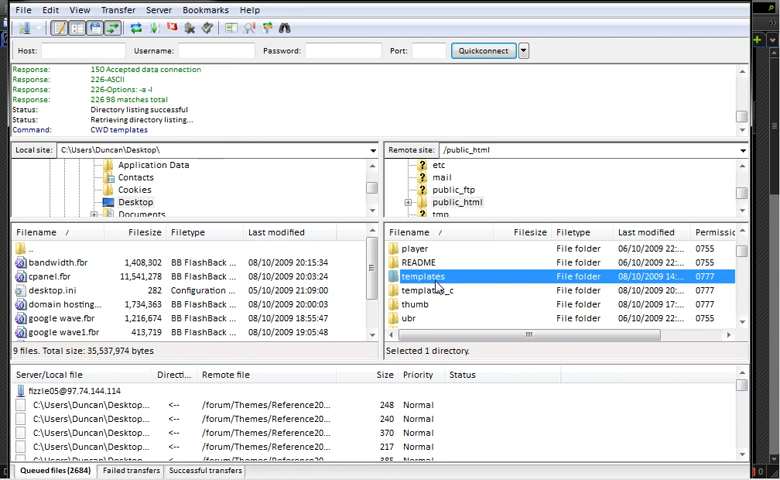 File Edit View Transfer Server Bookmarks Help
Host: Username: Password: Port: Quickconnect
Response: 150 Accepted data connection
Response: 226-ASCII
Response: 226-Options: -a -l
Response: 226 98 matches total
Status: Directory listing successful
Status: Retrieving directory listing...
Command: CWD templates
Local site: C:\Users\Duncan\Desktop\
Application Data
Contacts
Cookies
Desktop
Documents
Remote site: /public_html
etc
mail
public_ftp
public_html
tmp
Filename / Filesize Filetype Last modified
..
bandwidth.fbr 1,408,302 BB FlashBack ... 08/10/2009 20:15:34
cpanel.fbr 11,541,278 BB FlashBack ... 08/10/2009 20:03:24
desktop.ini 282 Configuration ... 05/10/2009 21:09:00
domain hosting... 1,734,363 BB FlashBack ... 08/10/2009 20:00:03
google wave.fbr 1,216,674 BB FlashBack ... 08/10/2009 18:55:47
google wave1.fbr 413,719 BB FlashBack ... 08/10/2009 19:05:48
9 files. Total size: 35,537,974 bytes
Filename / Filesize Filetype Last modified Permissic
player File folder 06/10/2009 22:... 0755
README File folder 06/10/2009 22:... 0755
templates File folder 08/10/2009 14:... 0777
templates_c File folder 08/10/2009 22:... 0777
thumb File folder 08/10/2009 17:... 0777
ubr File folder 06/10/2009 22:... 0755
Selected 1 directory.
Server/Local file Directi... Remote file Size Priority Status
fizzle05@97.74.144.114
C:\Users\Duncan\Desktop... <-- /forum/Themes/Reference20... 248 Normal
C:\Users\Duncan\Desktop... <-- /forum/Themes/Reference20... 240 Normal
C:\Users\Duncan\Desktop... <-- /forum/Themes/Reference20... 370 Normal
C:\Users\Duncan\Desktop... <-- /forum/Themes/Reference20... 217 Normal
C:\Users\Duncan\Desktop... <-- /forum/Themes/Reference20... 385 Normal
Queued files (2684) Failed transfers Successful transfers